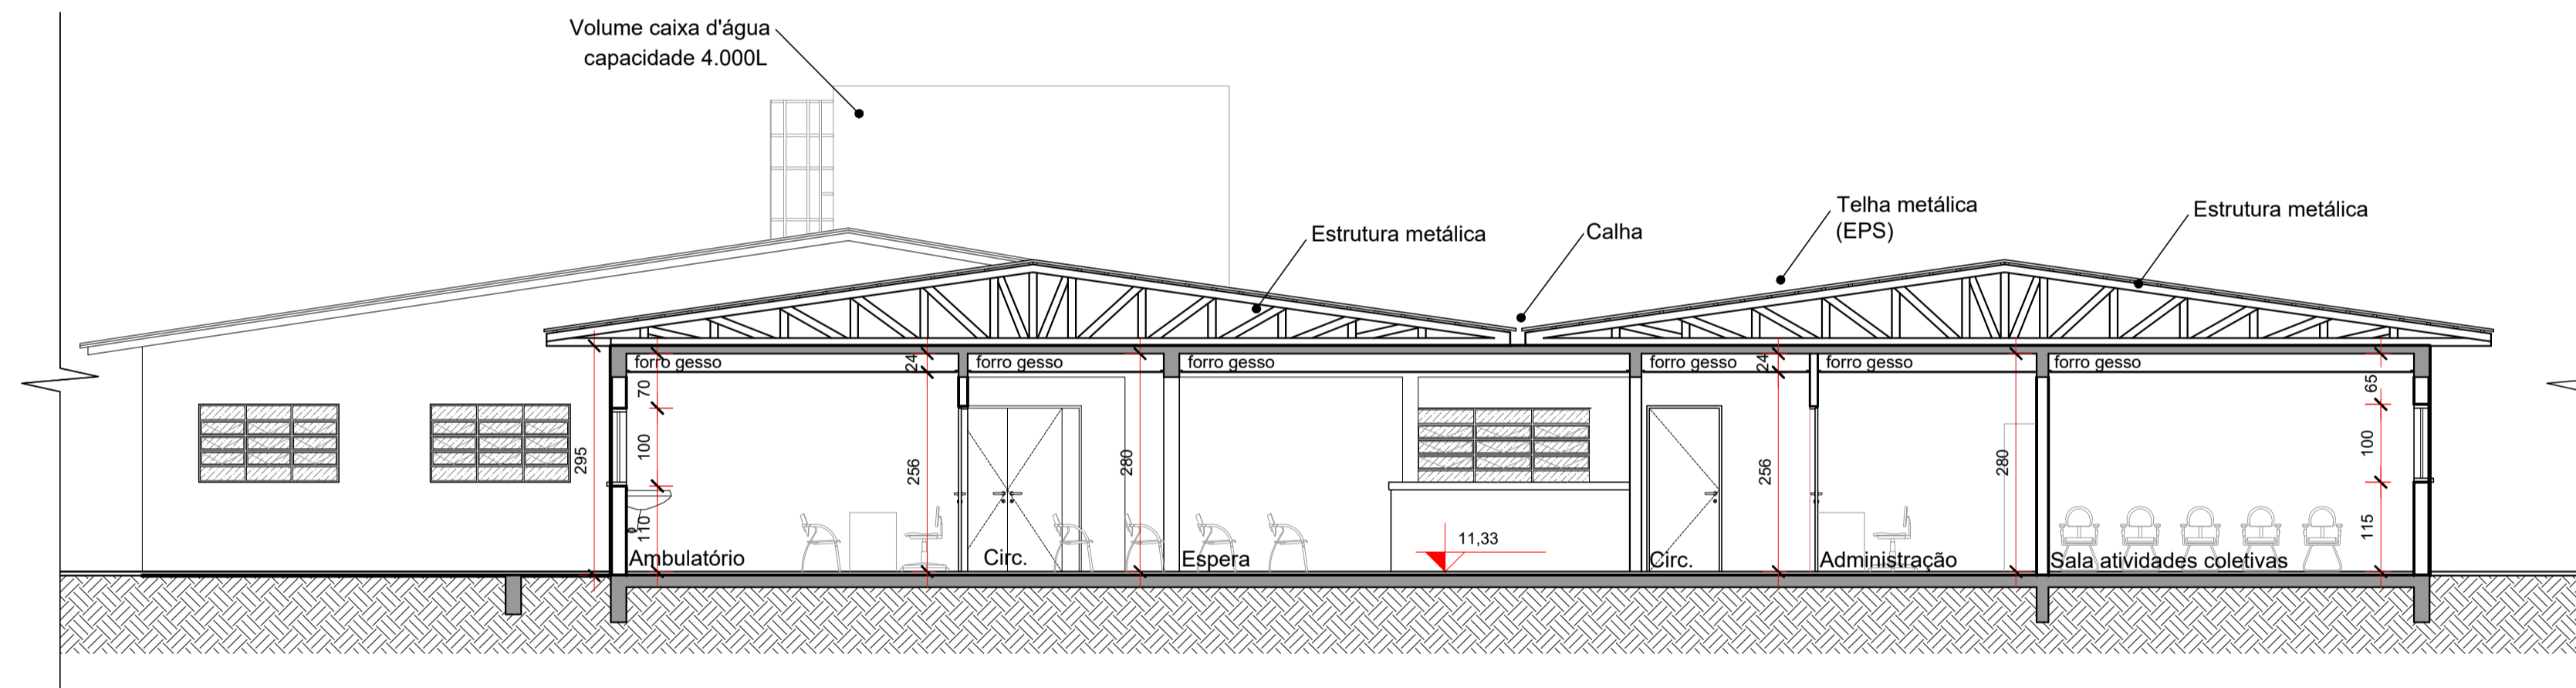 Volume caixa d'água
capacidade 4.000L
Estrutura metálica
Calha
Telha metálica
(EPS)
Estrutura metálica
forro gesso
24
forro gesso
forro gesso
forro gesso
24
forro gesso
forro gesso
70
100
110
295
256
280
256
280
65
100
115
11,33
Ambulatório
Circ.
Espera
Circ.
Administração
Sala atividades coletivas